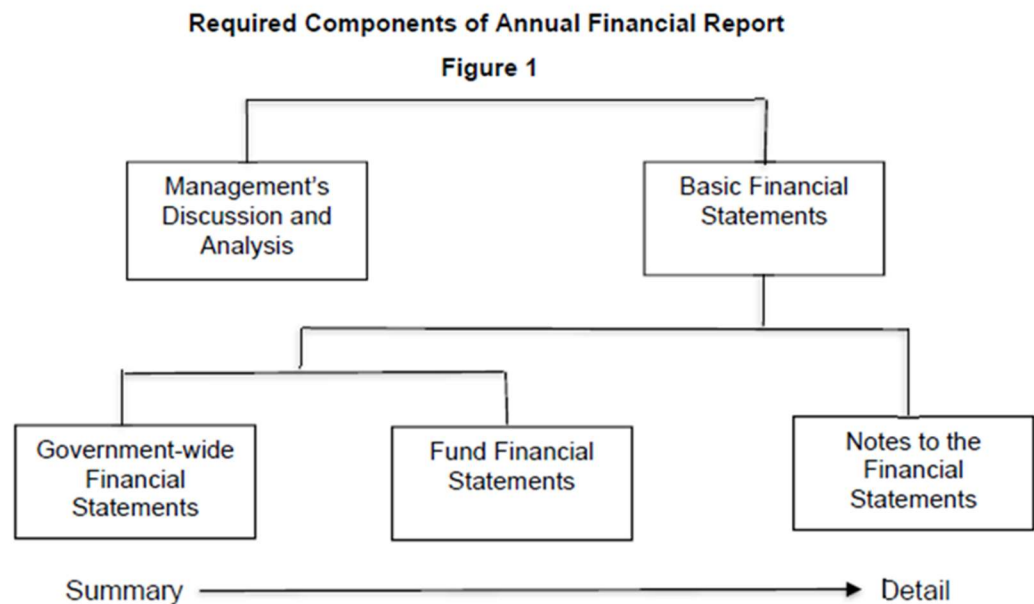 Required Components of Annual Financial Report
Figure 1
Management's
Discussion and
Analysis
Basic Financial
Statements
Government-wide
Financial
Statements
Fund Financial
Statements
Notes to the
Financial
Statements
Summary
Detail